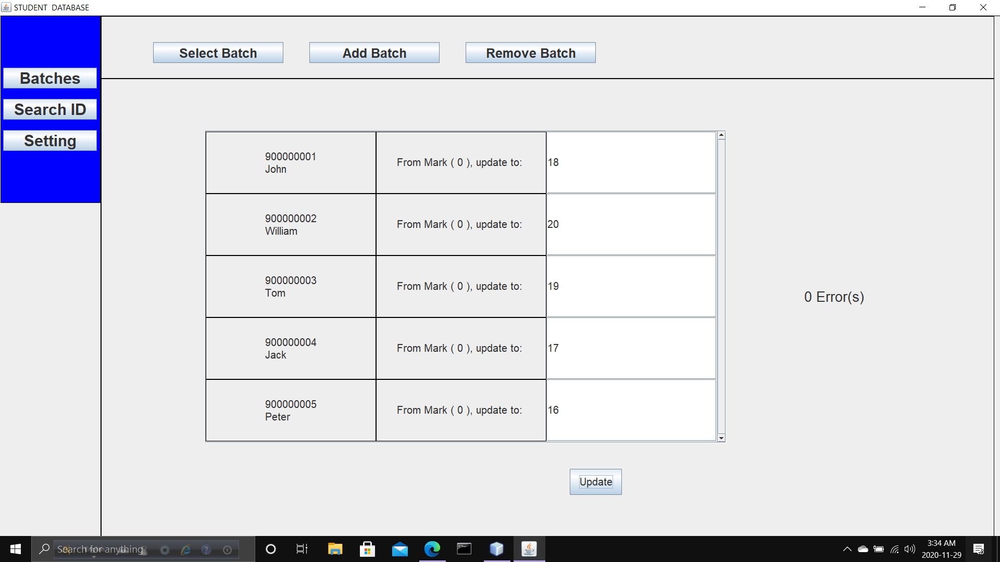 STUDENT  DATABASE
Select Batch
Add Batch
Remove Batch
Batches
Search ID
Setting
900000001
John
From Mark ( 0 ), update to:
18
900000002
William
From Mark ( 0 ), update to:
20
900000003
Tom
From Mark ( 0 ), update to:
19
900000004
Jack
From Mark ( 0 ), update to:
17
900000005
Peter
From Mark ( 0 ), update to:
16
0 Error(s)
Update
Search for anything
3:34 AM
2020-11-29